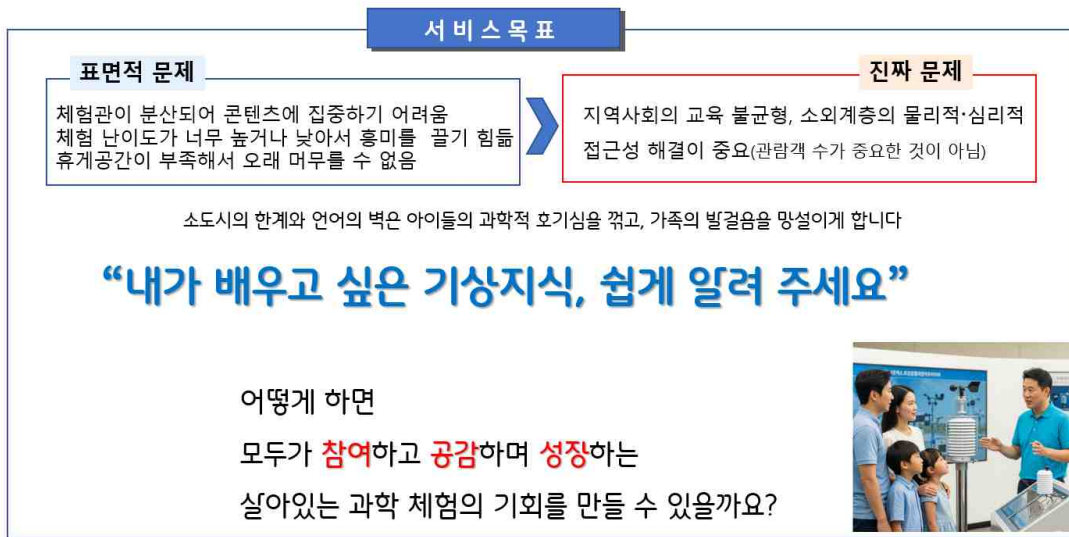 서비스목표
표면적 문제
체험관이 분산되어 콘텐츠에 집중하기 어려움
체험 난이도가 너무 높거나 낮아서 흥미를 끌기 힘듦
휴게공간이 부족해서 오래 머무를 수 없음
진짜 문제
지역사회의 교육 불균형, 소외계층의 물리적·심리적
접근성 해결이 중요(관람객 수가 중요한 것이 아님)
소도시의 한계와 언어의 벽은 아이들의 과학적 호기심을 꺾고, 가족의 발걸음을 망설이게 합니다
“내가 배우고 싶은 기상지식, 쉽게 알려 주세요”
어떻게 하면
모두가 참여하고 공감하며 성장하는
살아있는 과학 체험의 기회를 만들 수 있을까요?